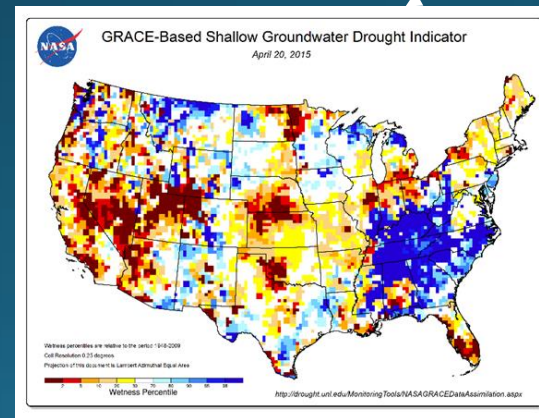 NASA
GRACE-Based Shallow Groundwater Drought Indicator
April 20, 2015
Wetness percentiles are relative to the period 1948-2009
Cell Resolution 0.25 degrees
Projection of this document is Lambert Azimuthal Equal Area
2 5 10 20 30 70 80 90 95 98
Wetness Percentile
http://drought.unl.edu/MonitoringTools/NASAGRACEDataAssimilation.aspx